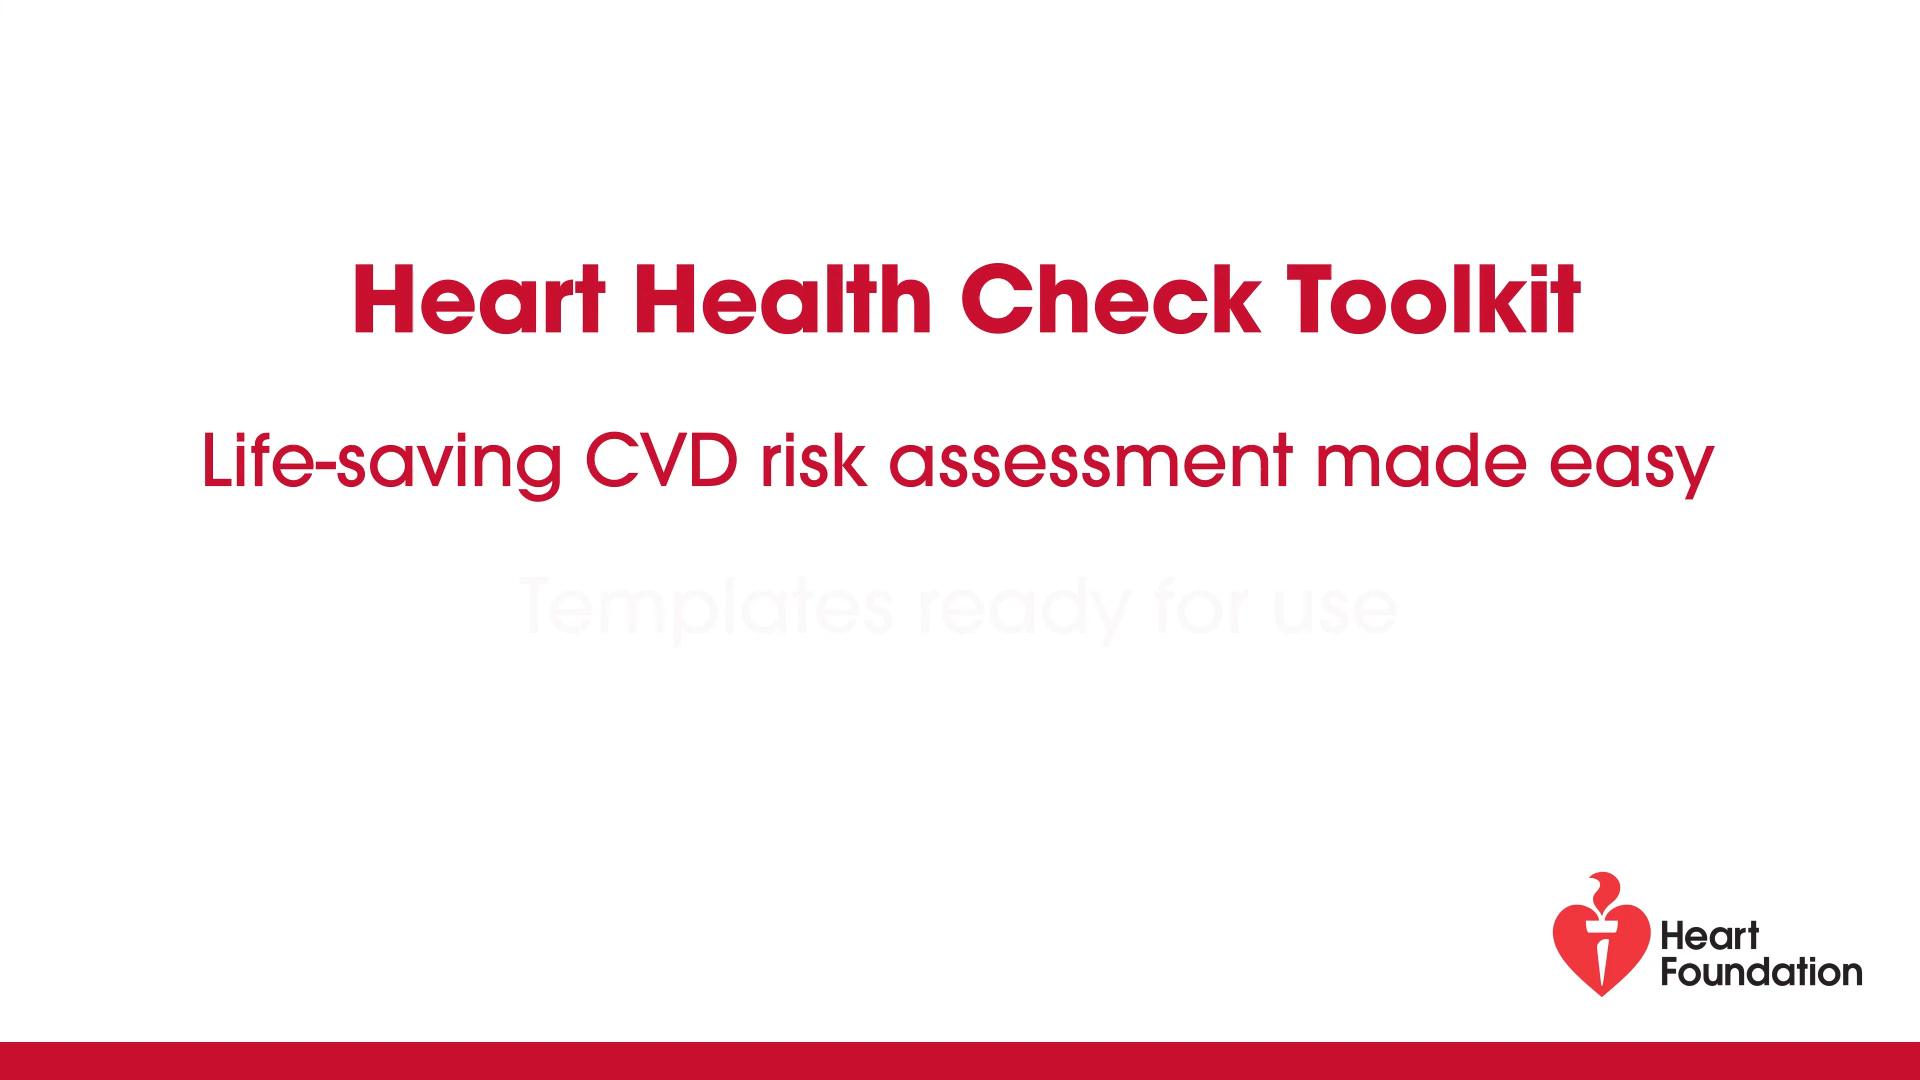 Heart Health Check Toolkit
Life-saving CVD risk assessment made easy
Templates ready for use
Heart
Foundation